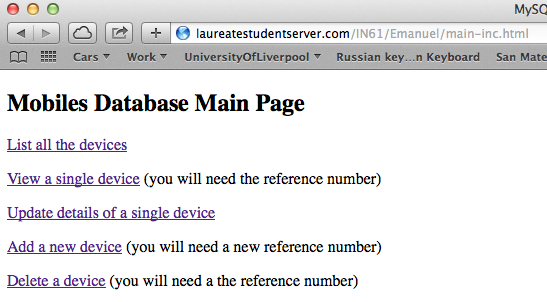 MySQ
laureatestudentserver.com/IN61/Emanuel/main-inc.html
Cars Work UniversityOfLiverpool Russian key...n Keyboard San Mate
Mobiles Database Main Page
List all the devices
View a single device (you will need the reference number)
Update details of a single device
Add a new device (you will need a new reference number)
Delete a device (you will need a the reference number)